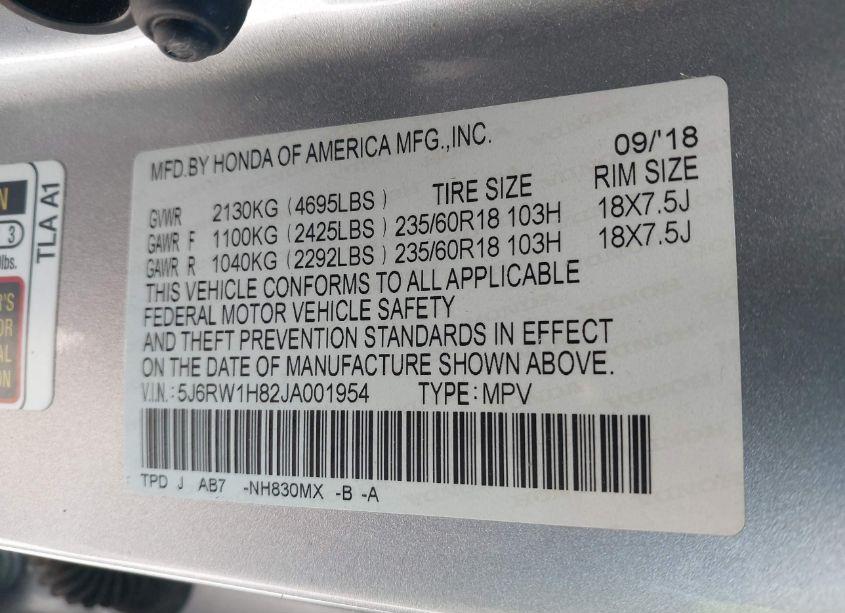 MFD.BY HONDA OF AMERICA MFG.,INC. 09/'18
TIRE SIZE RIM SIZE
GVWR 2130KG (4695LBS)
GAWR F 1100KG (2425LBS) 235/60R18 103H 18X7.5J
GAWR R 1040KG (2292LBS) 235/60R18 103H 18X7.5J
THIS VEHICLE CONFORMS TO ALL APPLICABLE
FEDERAL MOTOR VEHICLE SAFETY
AND THEFT PREVENTION STANDARDS IN EFFECT
ON THE DATE OF MANUFACTURE SHOWN ABOVE.
V.I.N.: 5J6RW1H82JA001954 TYPE: MPV
TPD J AB7 -NH830MX -B -A
TLA A1
3
lbs.